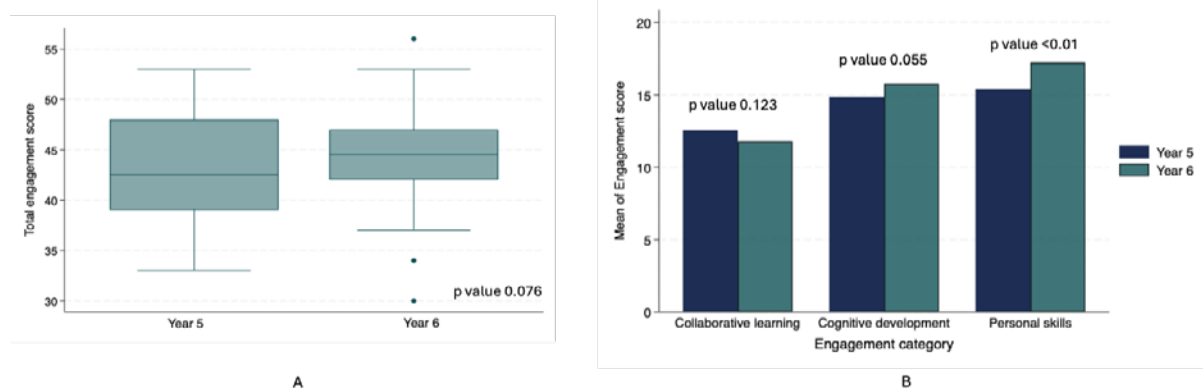 Total engagement score
55
50
45
40
35
30
Year 5
Year 6
p value 0.076
A
Mean of Engagement score
20
15
10
5
0
p value 0.123
p value 0.055
p value <0.01
Collaborative learning
Cognitive development
Personal skills
Engagement category
Year 5
Year 6
B